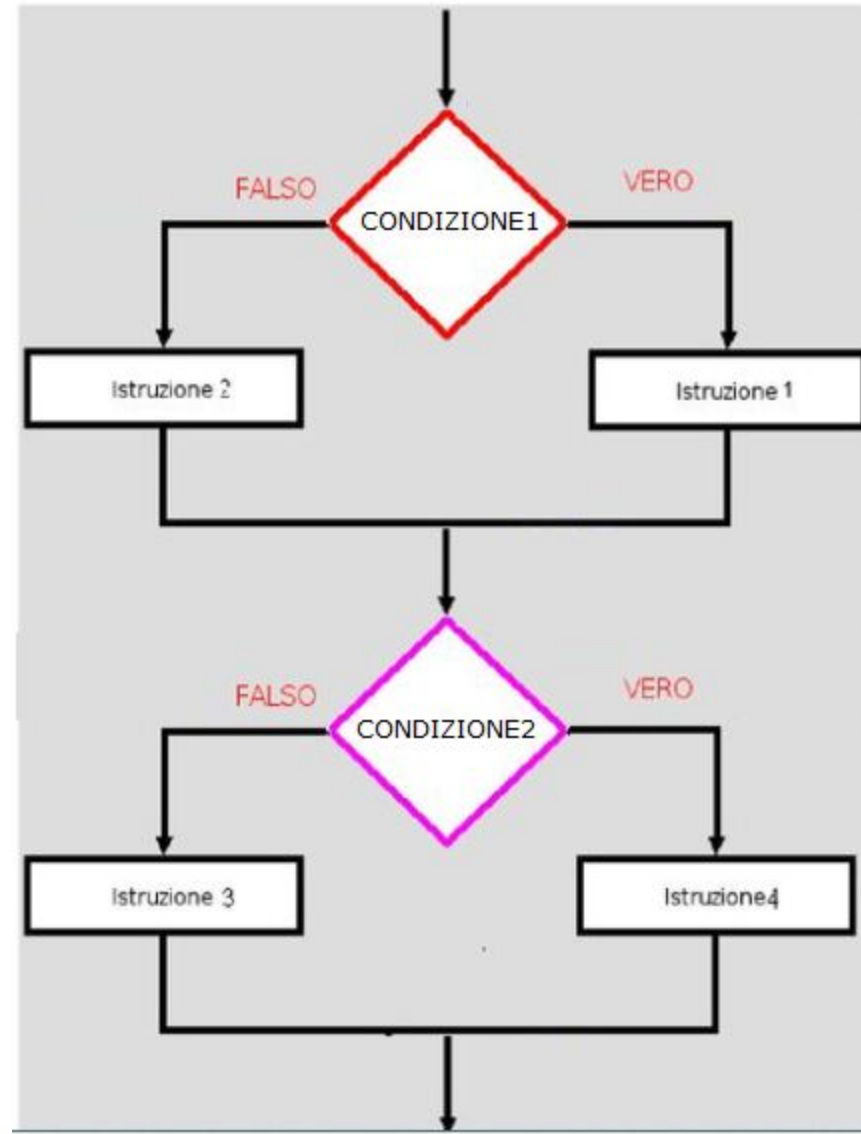 FALSO
VERO
CONDIZIONE1
Istruzione 2
Istruzione 1
FALSO
VERO
CONDIZIONE2
Istruzione 3
Istruzione4